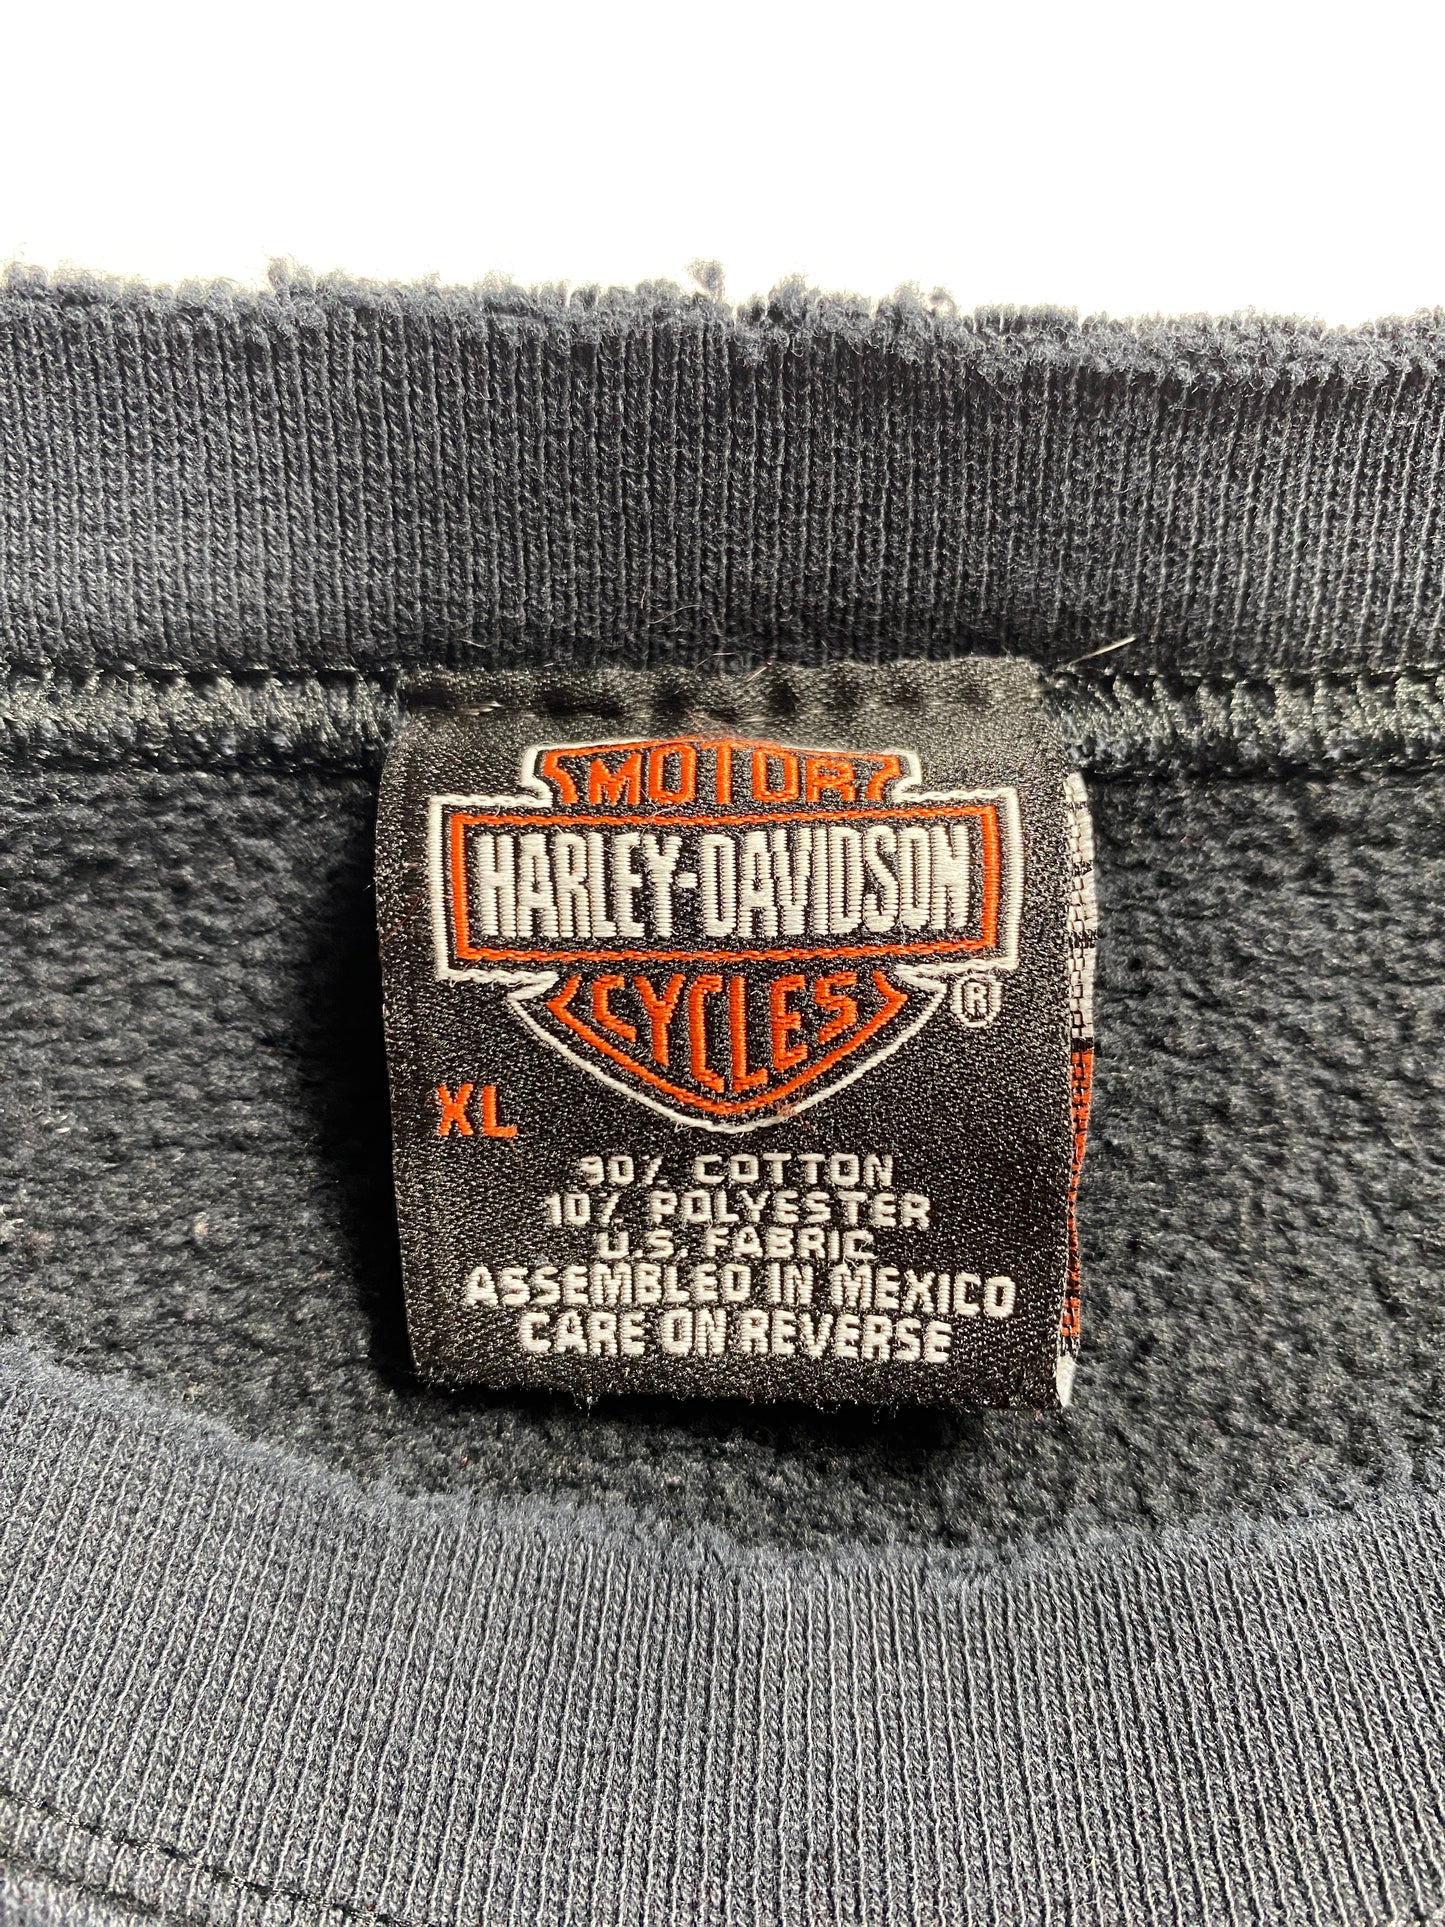 MOTOR
HARLEY-DAVIDSON
CYCLES
®
XL
90% COTTON
10% POLYESTER
U.S. FABRIC
ASSEMBLED IN MEXICO
CARE ON REVERSE